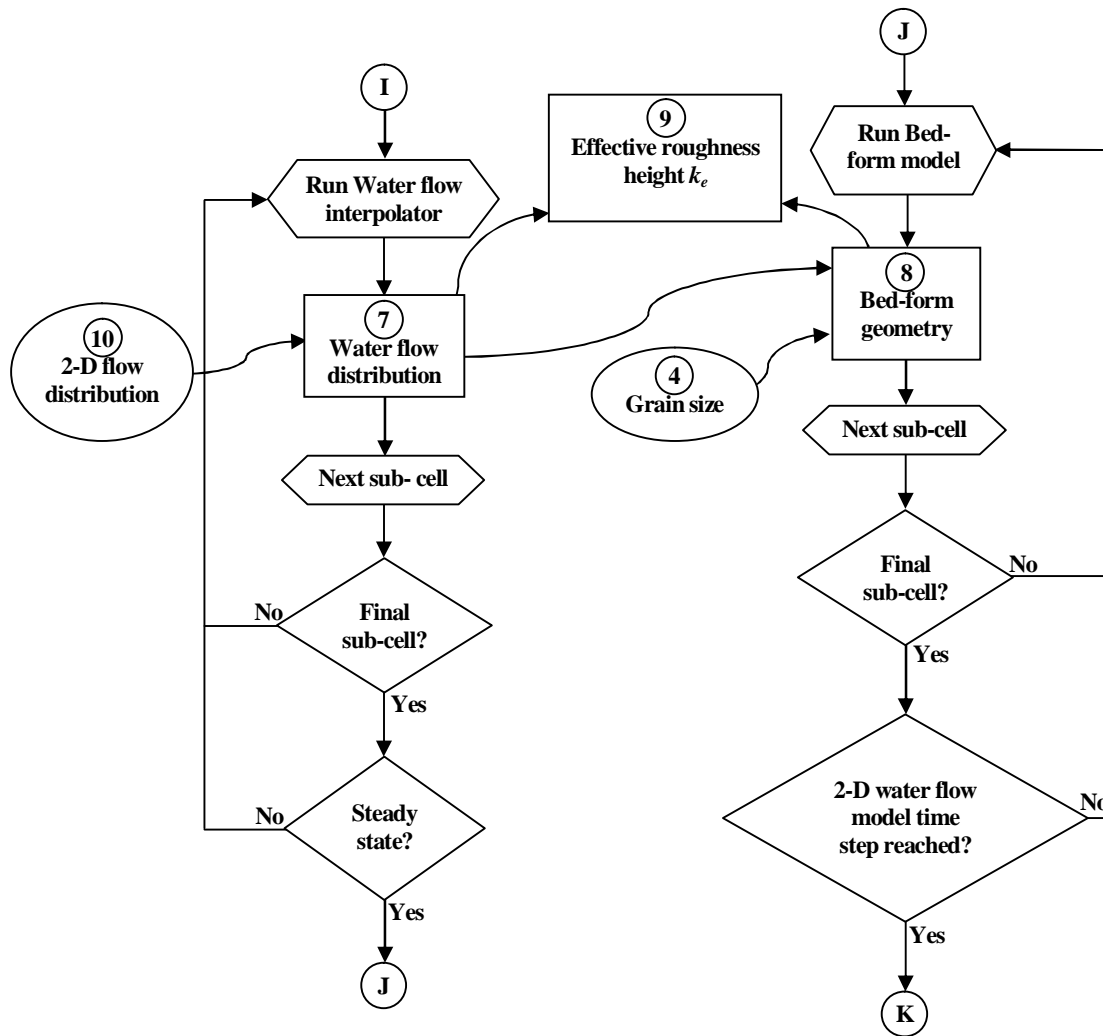 I
Run Water flow
interpolator
10
2-D flow
distribution
7
Water flow
distribution
Next sub- cell
Final
sub-cell?
No
Yes
Steady
state?
No
Yes
J
9
Effective roughness
height ke
4
Grain size
J
Run Bed-
form model
8
Bed-form
geometry
Next sub-cell
Final
sub-cell?
No
Yes
2-D water flow
model time
step reached?
No
Yes
K